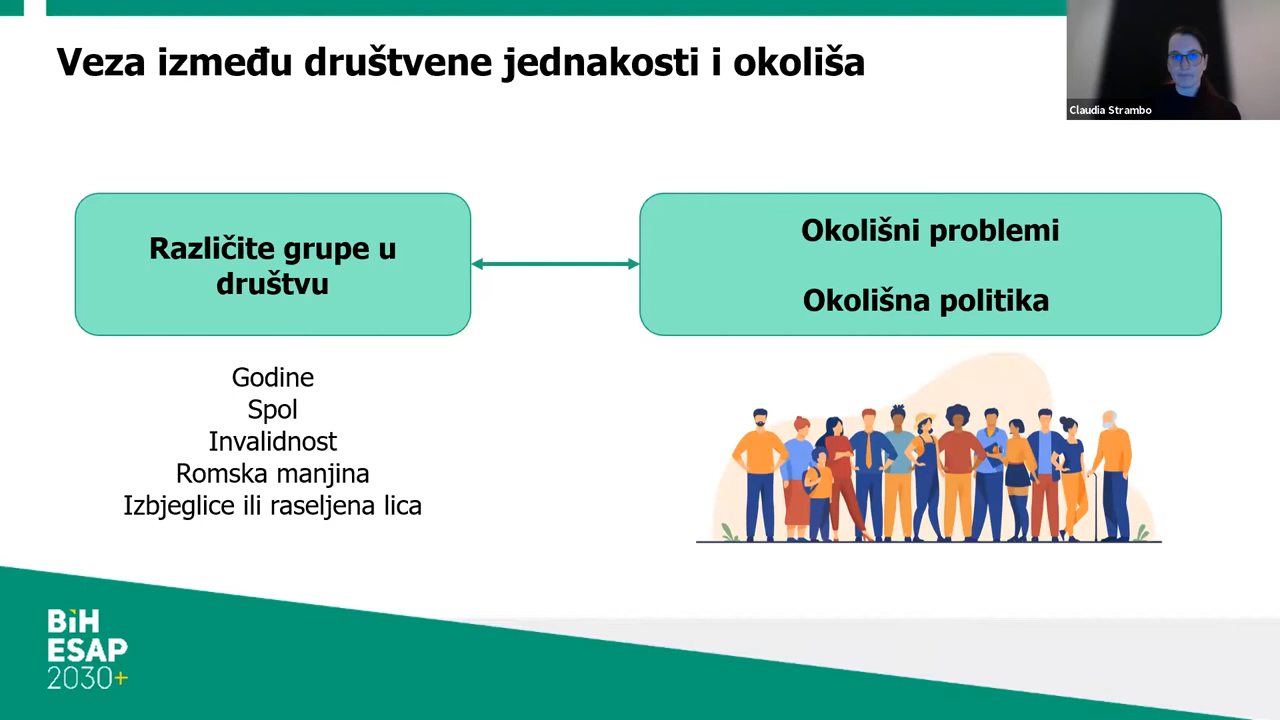 Veza između društvene jednakosti i okoliša
Claudia Strambo
Različite grupe u
društvu
Okolišni problemi
Okolišna politika
Godine
Spol
Invalidnost
Romska manjina
Izbjeglice ili raseljena lica
BiH
ESAP
2030+